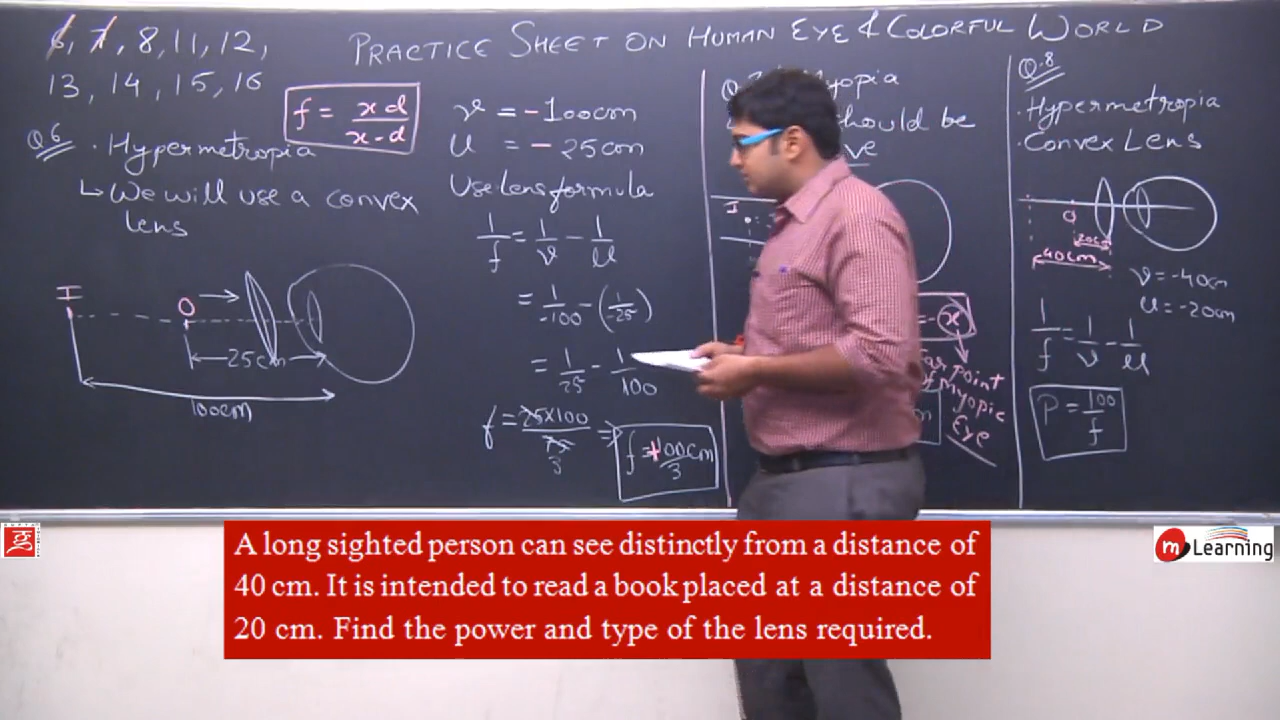 6, 7, 8, 11, 12,
13, 14, 15, 16
PRACTICE SHEET ON HUMAN EYE & COLORFUL WORLD
f = xd / x-d
Q6 · Hypermetropia
↳ We will use a convex
lens
I
O
25cm
100cm
v = -100cm
u = -25cm
Use lens formula
1/f = 1/v - 1/u
= 1/-100 - (1/-25)
= 1/25 - 1/100
f = 25x100 / 75 3 ⇒ f = +100cm / 3
Myopia
should be
ve
I
= - x
far point
of myopic
Eye
Q.8
· Hypermetropia
· Convex Lens
O
20cm
40cm
v = -40cm
u = -20cm
1/f = 1/v - 1/u
P = 100/f
A long sighted person can see distinctly from a distance of
40 cm. It is intended to read a book placed at a distance of
20 cm. Find the power and type of the lens required.
m Learning